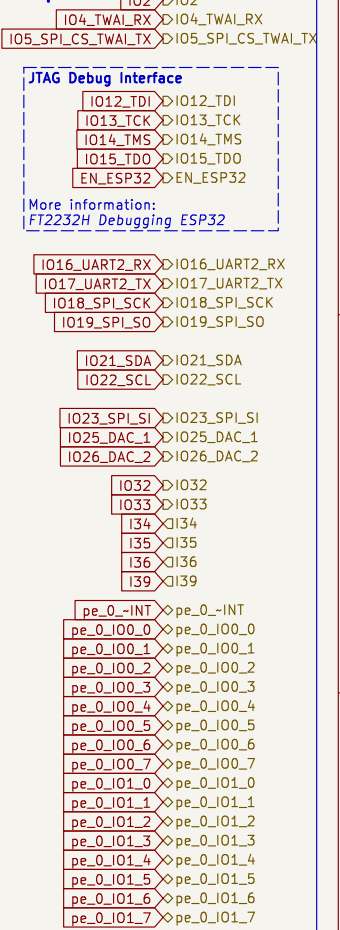 IO2 IO2
IO4_TWAI_RX IO4_TWAI_RX
IO5_SPI_CS_TWAI_TX IO5_SPI_CS_TWAI_TX
JTAG Debug Interface
IO12_TDI IO12_TDI
IO13_TCK IO13_TCK
IO14_TMS IO14_TMS
IO15_TDO IO15_TDO
EN_ESP32 EN_ESP32
More information:
FT2232H Debugging ESP32
IO16_UART2_RX IO16_UART2_RX
IO17_UART2_TX IO17_UART2_TX
IO18_SPI_SCK IO18_SPI_SCK
IO19_SPI_SO IO19_SPI_SO
IO21_SDA IO21_SDA
IO22_SCL IO22_SCL
IO23_SPI_SI IO23_SPI_SI
IO25_DAC_1 IO25_DAC_1
IO26_DAC_2 IO26_DAC_2
IO32 IO32
IO33 IO33
I34 I34
I35 I35
I36 I36
I39 I39
pe_0_~INT pe_0_~INT
pe_0_IO0_0 pe_0_IO0_0
pe_0_IO0_1 pe_0_IO0_1
pe_0_IO0_2 pe_0_IO0_2
pe_0_IO0_3 pe_0_IO0_3
pe_0_IO0_4 pe_0_IO0_4
pe_0_IO0_5 pe_0_IO0_5
pe_0_IO0_6 pe_0_IO0_6
pe_0_IO0_7 pe_0_IO0_7
pe_0_IO1_0 pe_0_IO1_0
pe_0_IO1_1 pe_0_IO1_1
pe_0_IO1_2 pe_0_IO1_2
pe_0_IO1_3 pe_0_IO1_3
pe_0_IO1_4 pe_0_IO1_4
pe_0_IO1_5 pe_0_IO1_5
pe_0_IO1_6 pe_0_IO1_6
pe_0_IO1_7 pe_0_IO1_7